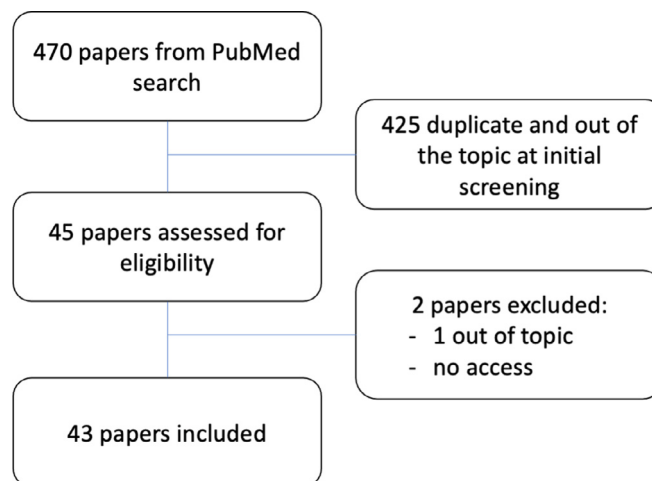 470 papers from PubMed
search
425 duplicate and out of
the topic at initial
screening
45 papers assessed for
eligibility
2 papers excluded:
- 1 out of topic
- no access
43 papers included